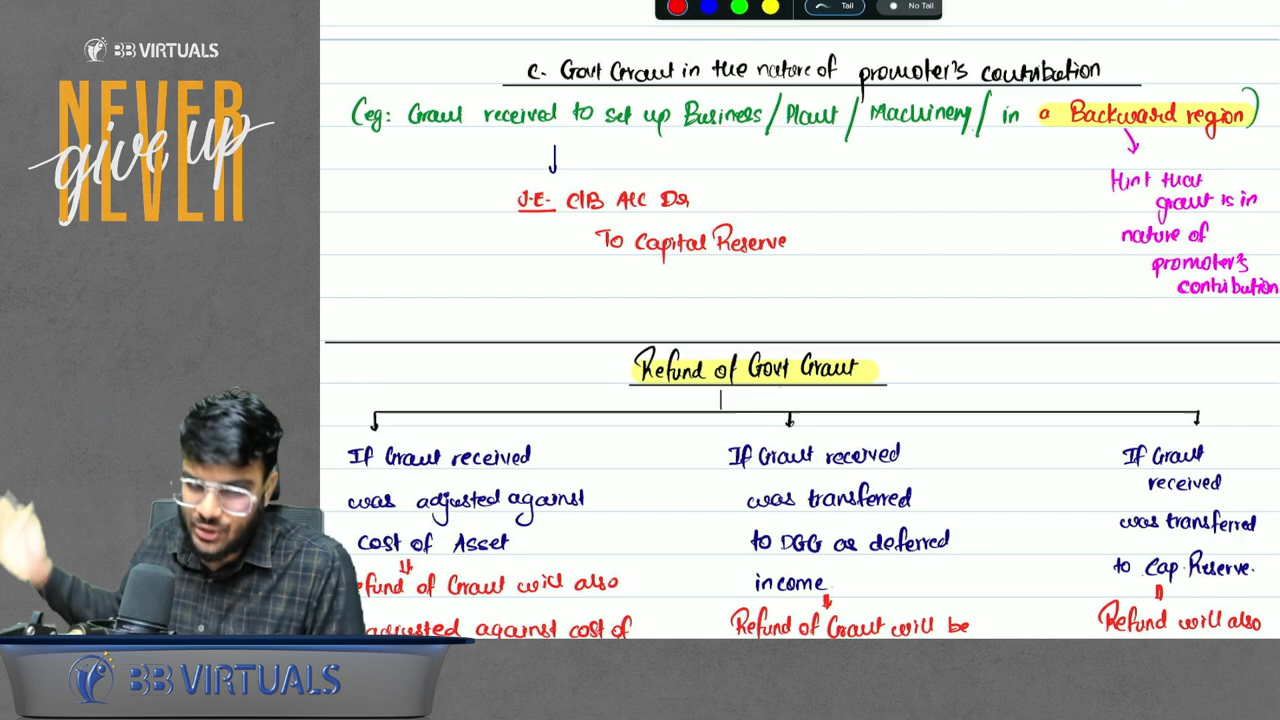 BB VIRTUALS
NEVER
give up
NEVER
Tail
No Tail
c. Govt Grant in the nature of promoter's contribution
(eg: Grant received to set up Business / Plant / Machinery / in a Backward region)
Hint that
grant is in
nature of
promoter's
contribution
J.E. C/B A/C Dr
To Capital Reserve
Refund of Govt Grant
If Grant received
was adjusted against
cost of Asset
Refund of Grant will also
adjusted against cost of
If Grant received
was transferred
to DGG as deferred
income
Refund of Grant will be
If Grant
received
was transferred
to Cap. Reserve.
Refund will also
BB VIRTUALS